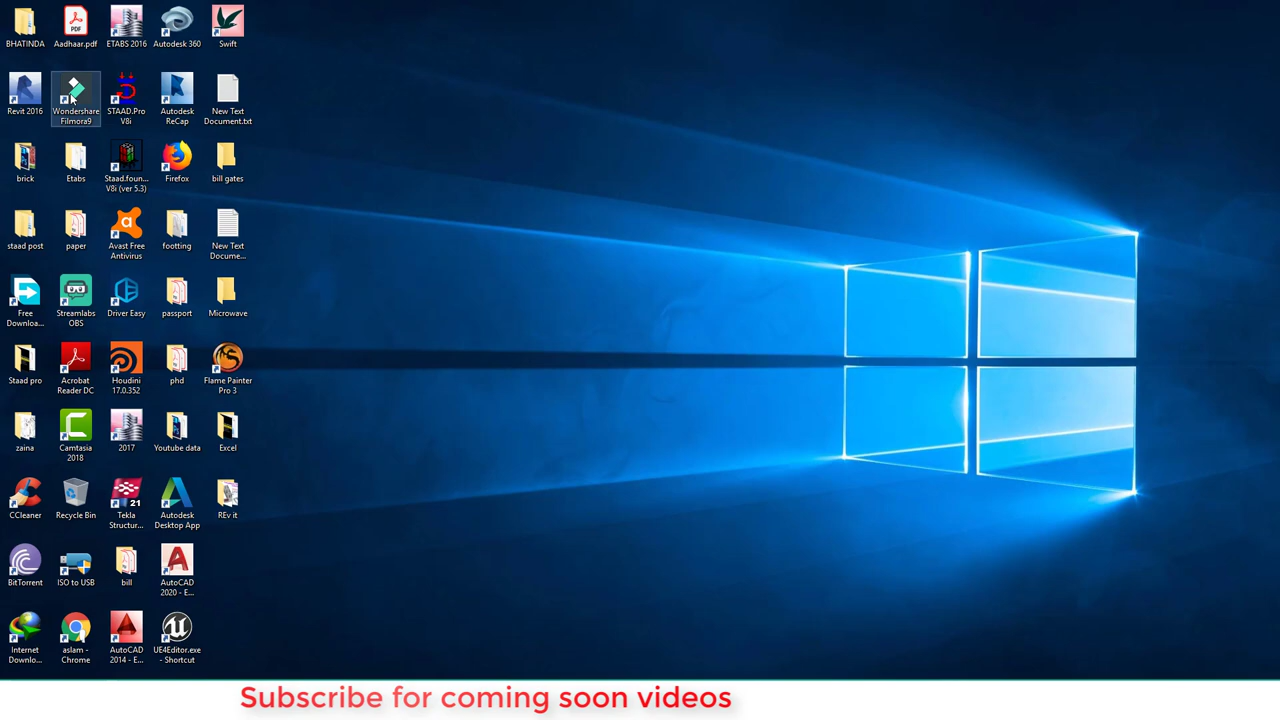 BHATINDA
Aadhaar.pdf
ETABS 2016
Autodesk 360
Swift
Revit 2016
Wondershare
Filmora9
STAAD.Pro
V8i
Autodesk
ReCap
New Text
Document.txt
brick
Etabs
Staad.foun...
V8i (ver 5.3)
Firefox
bill gates
staad post
paper
Avast Free
Antivirus
footting
New Text
Docume...
Free
Downloa...
Streamlabs
OBS
Driver Easy
passport
Microwave
Staad pro
Acrobat
Reader DC
Houdini
17.0.352
phd
Flame Painter
Pro 3
zaina
Camtasia
2018
2017
Youtube data
Excel
CCleaner
Recycle Bin
21
Tekla
Structur...
Autodesk
Desktop App
REv it
BitTorrent
ISO to USB
bill
AutoCAD
2020 - E...
Internet
Downlo...
aslam -
Chrome
AutoCAD
2014 - E...
UE4Editor.exe
- Shortcut
Subscribe for coming soon videos